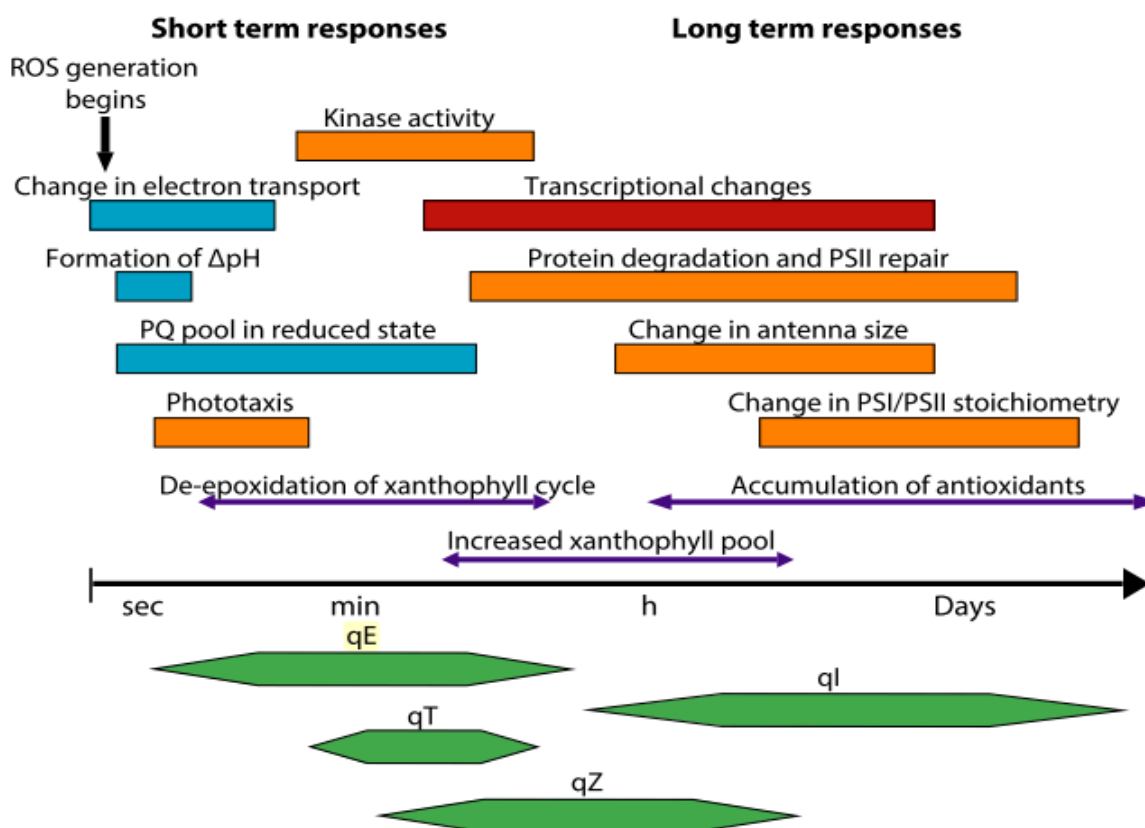 Short term responses
Long term responses
ROS generation
begins
Kinase activity
Change in electron transport
Transcriptional changes
Formation of ΔpH
Protein degradation and PSII repair
PQ pool in reduced state
Change in antenna size
Phototaxis
Change in PSI/PSII stoichiometry
De-epoxidation of xanthophyll cycle
Accumulation of antioxidants
Increased xanthophyll pool
sec
min
h
Days
qE
qI
qT
qZ